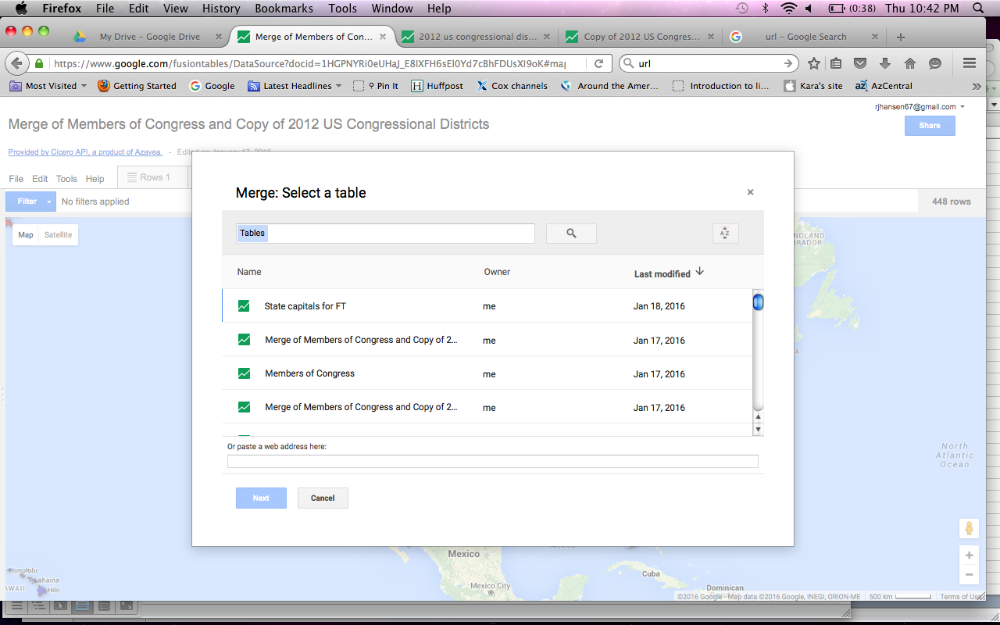 Firefox File Edit View History Bookmarks Tools Window Help (0:38) Thu 10:42 PM
My Drive – Google Drive Merge of Members of Con... 2012 us congressional dis... Copy of 2012 US Congres... url – Google Search
https://www.google.com/fusiontables/DataSource?docid=1HGPNYRi0eUHaJ_E8lXFH6sEl0Yd7cBhFDUsXl9oK#map url
Most Visited Getting Started Google Latest Headlines Pin It Huffpost Cox channels Around the Amer... Introduction to li... Kara's site AzCentral
rjhansen67@gmail.com
Merge of Members of Congress and Copy of 2012 US Congressional Districts
Share
Provided by Cicero API, a product of Azavea. - Edited on January 17, 2016
File Edit Tools Help Rows 1
Filter No filters applied 448 rows
Map Satellite
Merge: Select a table
Tables
AZ
Name Owner Last modified
State capitals for FT me Jan 18, 2016
Merge of Members of Congress and Copy of 2... me Jan 17, 2016
Members of Congress me Jan 17, 2016
Merge of Members of Congress and Copy of 2... me Jan 17, 2016
Or paste a web address here:
Next Cancel
NDLAND
BRADOR
North
Atlantic
Ocean
Mexico
Mexico City
Cuba
Dominican
Honolulu
Kahaina
WAII
Hilo
©2016 Google - Map data ©2016 Google, INEGI, ORION-ME 500 km Terms of Use